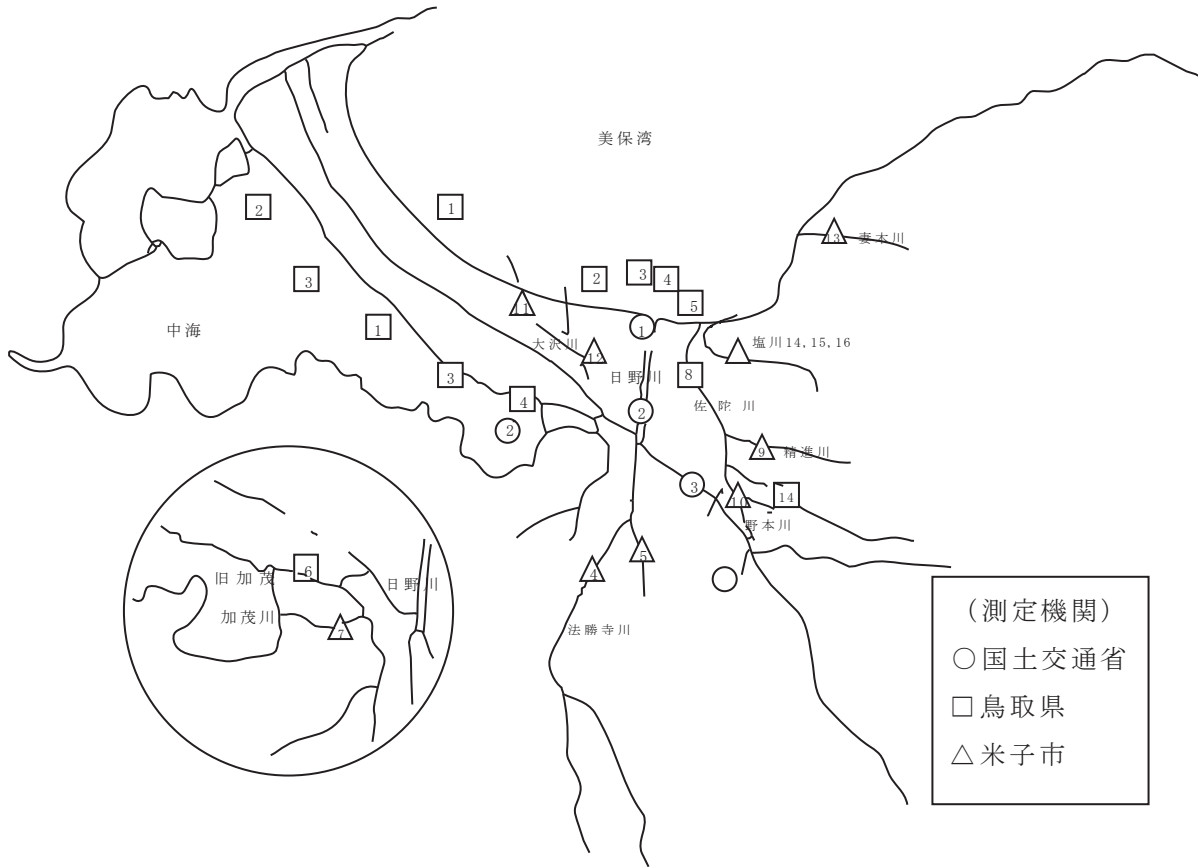 美保湾
2
1
13
妻木川
2
3
4
5
3
11
中海
1
1
大沢川
12
塩川14,15,16
日野川
3
8
4
2
佐陀川
2
9
精進川
3
10
14
野本川
5
4
法勝寺川
6
旧加茂
日野川
加茂川
7
(測定機関)
○国土交通省
□鳥取県
△米子市